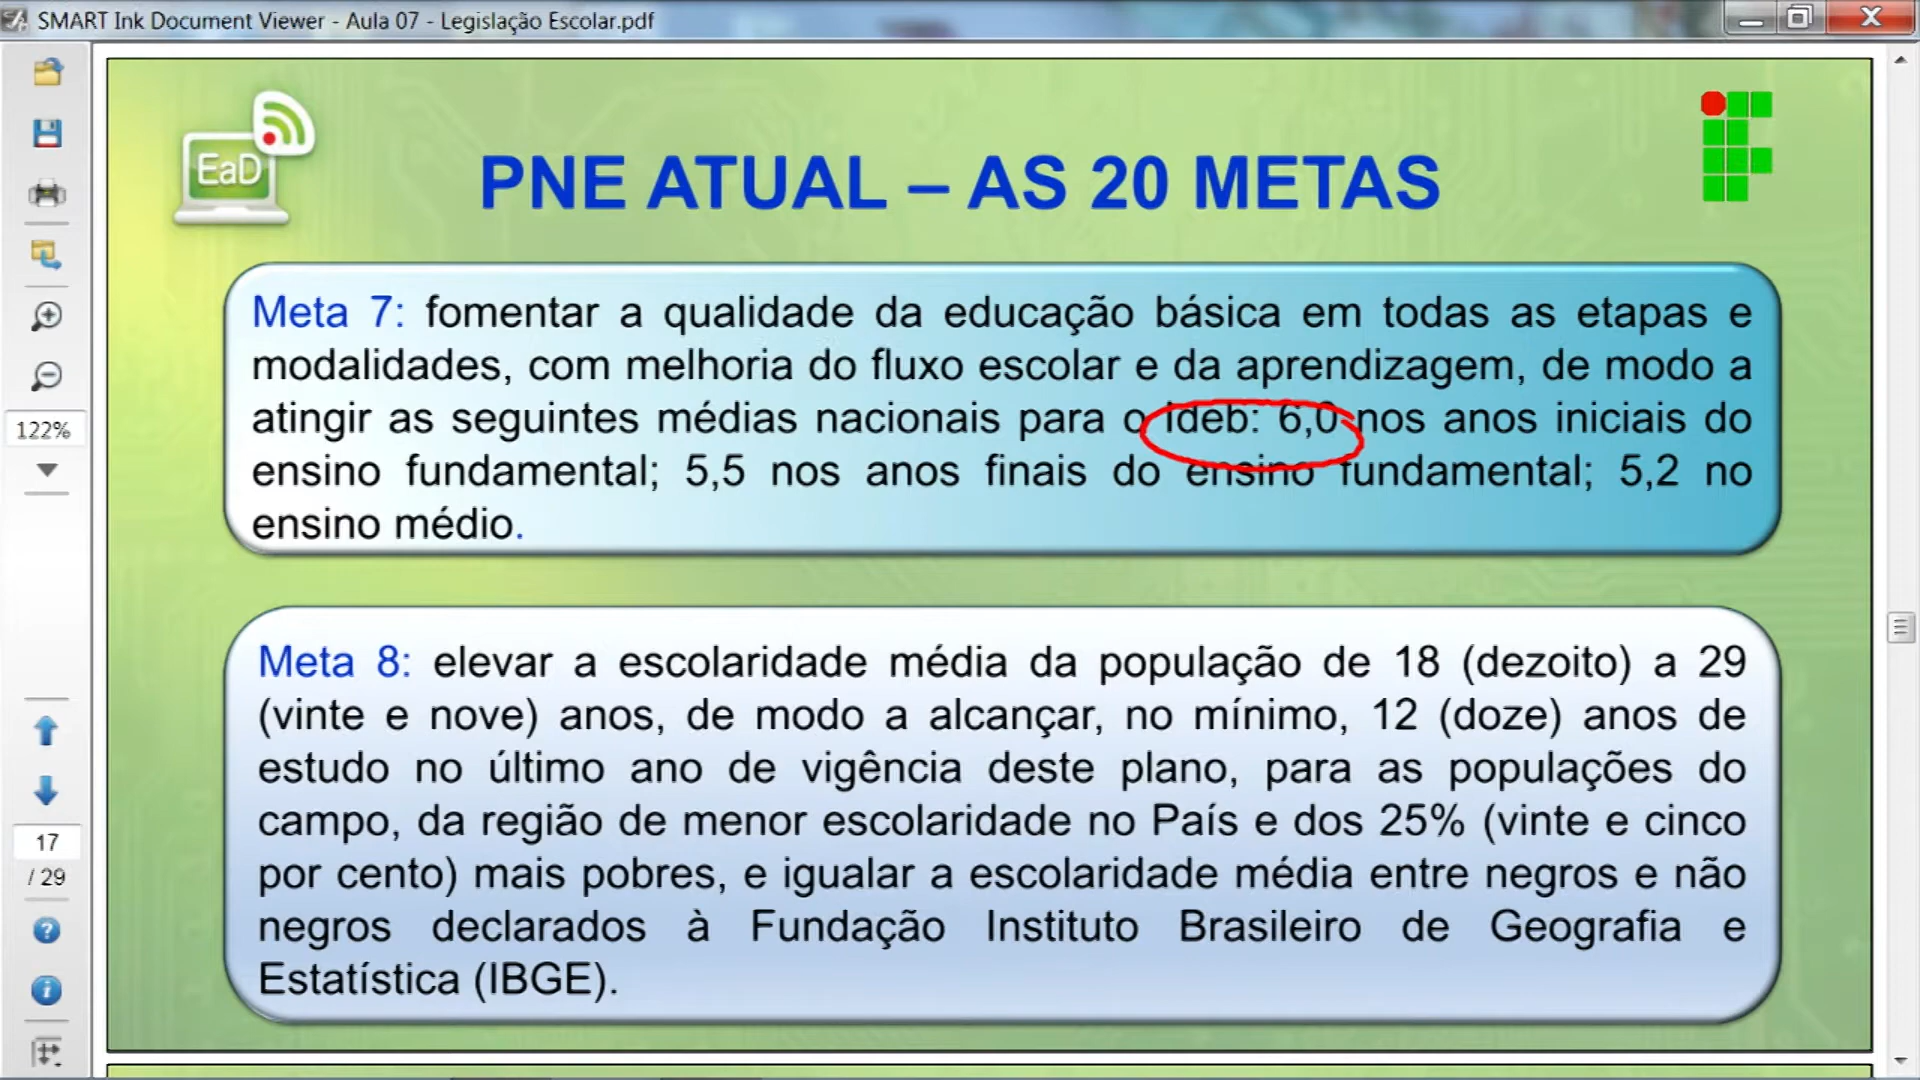 SMART Ink Document Viewer - Aula 07 - Legislação Escolar.pdf
EaD
PNE ATUAL – AS 20 METAS
Meta 7: fomentar a qualidade da educação básica em todas as etapas e
modalidades, com melhoria do fluxo escolar e da aprendizagem, de modo a
atingir as seguintes médias nacionais para o Ideb: 6,0 nos anos iniciais do
ensino fundamental; 5,5 nos anos finais do ensino fundamental; 5,2 no
ensino médio.
122%
Meta 8: elevar a escolaridade média da população de 18 (dezoito) a 29
(vinte e nove) anos, de modo a alcançar, no mínimo, 12 (doze) anos de
estudo no último ano de vigência deste plano, para as populações do
campo, da região de menor escolaridade no País e dos 25% (vinte e cinco
por cento) mais pobres, e igualar a escolaridade média entre negros e não
negros declarados à Fundação Instituto Brasileiro de Geografia e
Estatística (IBGE).
17
/ 29